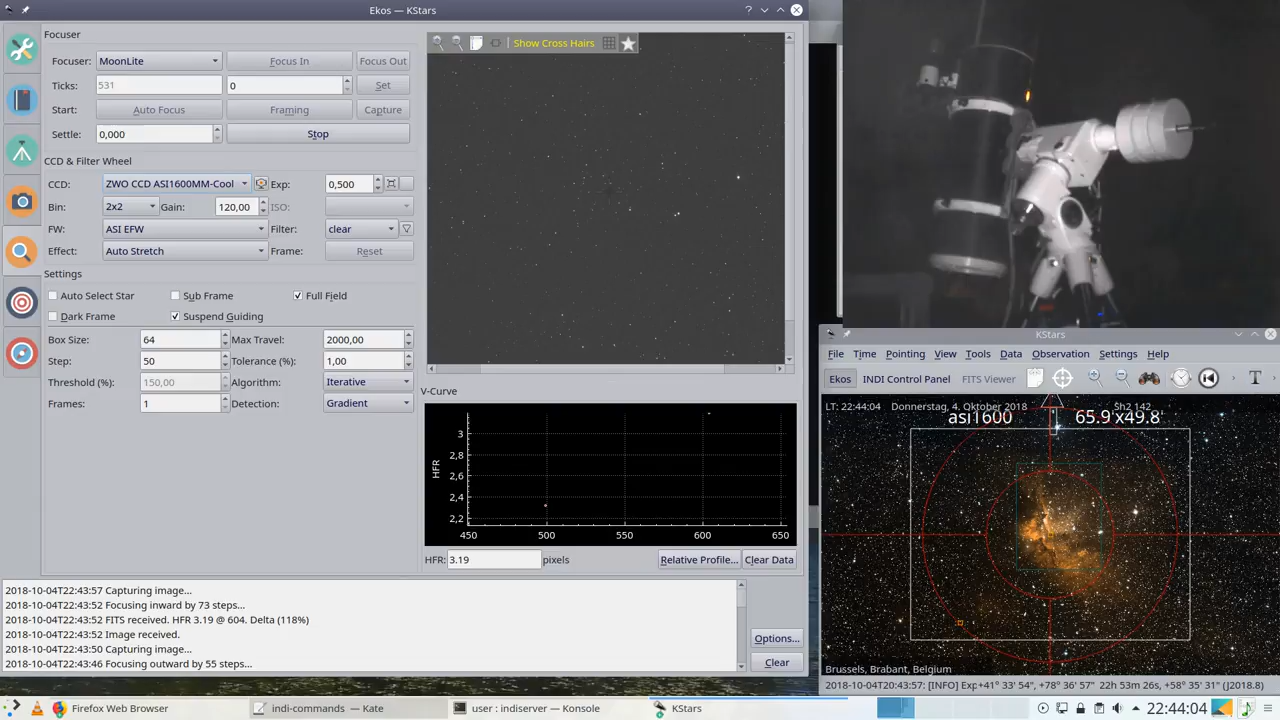 Ekos — KStars
Focuser
Focuser: MoonLite Focus In Focus Out
Ticks: 531 0 Set
Start: Auto Focus Framing Capture
Settle: 0,000 Stop
CCD & Filter Wheel
CCD: ZWO CCD ASI1600MM-Cool Exp: 0,500
Bin: 2x2 Gain: 120,00 ISO:
FW: ASI EFW Filter: clear
Effect: Auto Stretch Frame: Reset
Settings
Auto Select Star Sub Frame Full Field
Dark Frame Suspend Guiding
Box Size: 64 Max Travel: 2000,00
Step: 50 Tolerance (%): 1,00
Threshold (%): 150,00 Algorithm: Iterative
Frames: 1 Detection: Gradient
Show Cross Hairs
V-Curve
HFR
3
2,8
2,6
2,4
2,2
450 500 550 600 650
HFR: 3.19 pixels Relative Profile... Clear Data
2018-10-04T22:43:57 Capturing image...
2018-10-04T22:43:52 Focusing inward by 73 steps...
2018-10-04T22:43:52 FITS received. HFR 3.19 @ 604. Delta (118%)
2018-10-04T22:43:52 Image received.
2018-10-04T22:43:50 Capturing image...
2018-10-04T22:43:46 Focusing outward by 55 steps...
Options...
Clear
KStars
File Time Pointing View Tools Data Observation Settings Help
Ekos INDI Control Panel FITS Viewer T
LT: 22:44:04 Donnerstag, 4. Oktober 2018 Sh2 142
asi1600 65.9'x49.8'
Brussels, Brabant, Belgium
2018-10-04T20:43:57: [INFO] Exp +41° 33' 54", +78° 36' 57" 22h 53m 26s, +58° 35' 31" (J2018.8)
Firefox Web Browser indi-commands — Kate user : indiserver — Konsole KStars 22:44:04